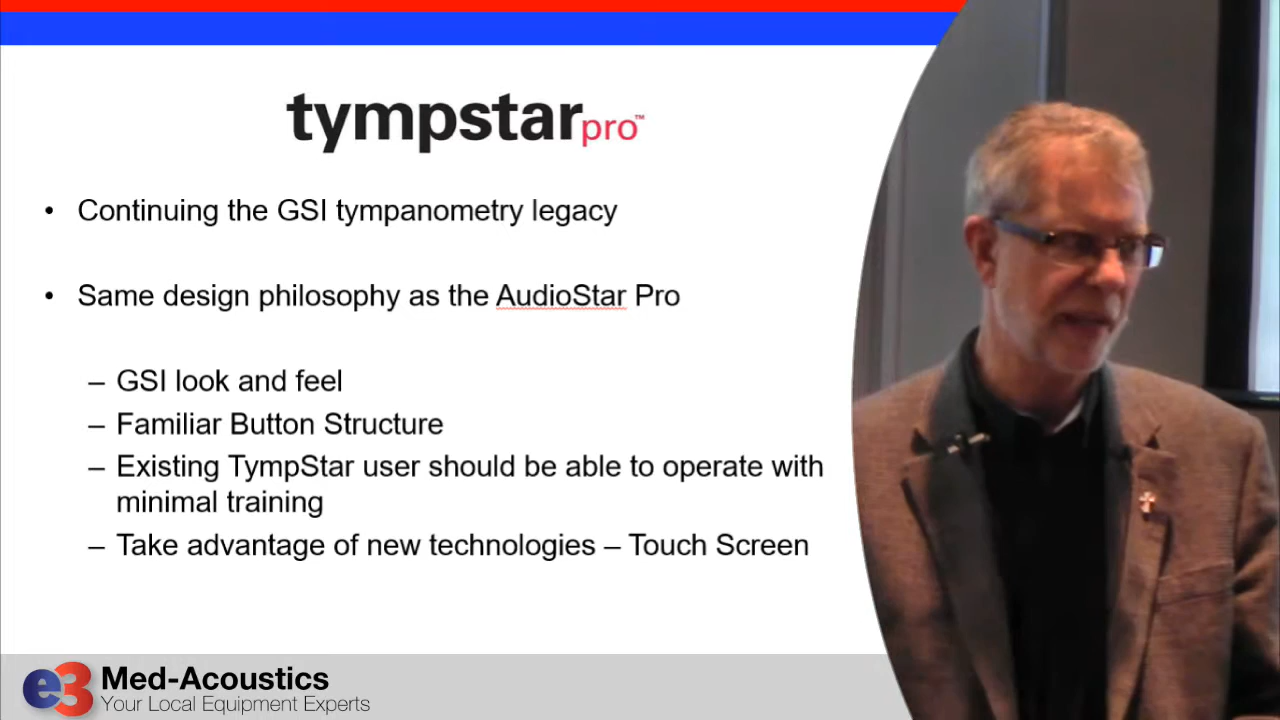 tympstar pro™
• Continuing the GSI tympanometry legacy
• Same design philosophy as the AudioStar Pro
– GSI look and feel
– Familiar Button Structure
– Existing TympStar user should be able to operate with
minimal training
– Take advantage of new technologies – Touch Screen
e3 Med-Acoustics
Your Local Equipment Experts